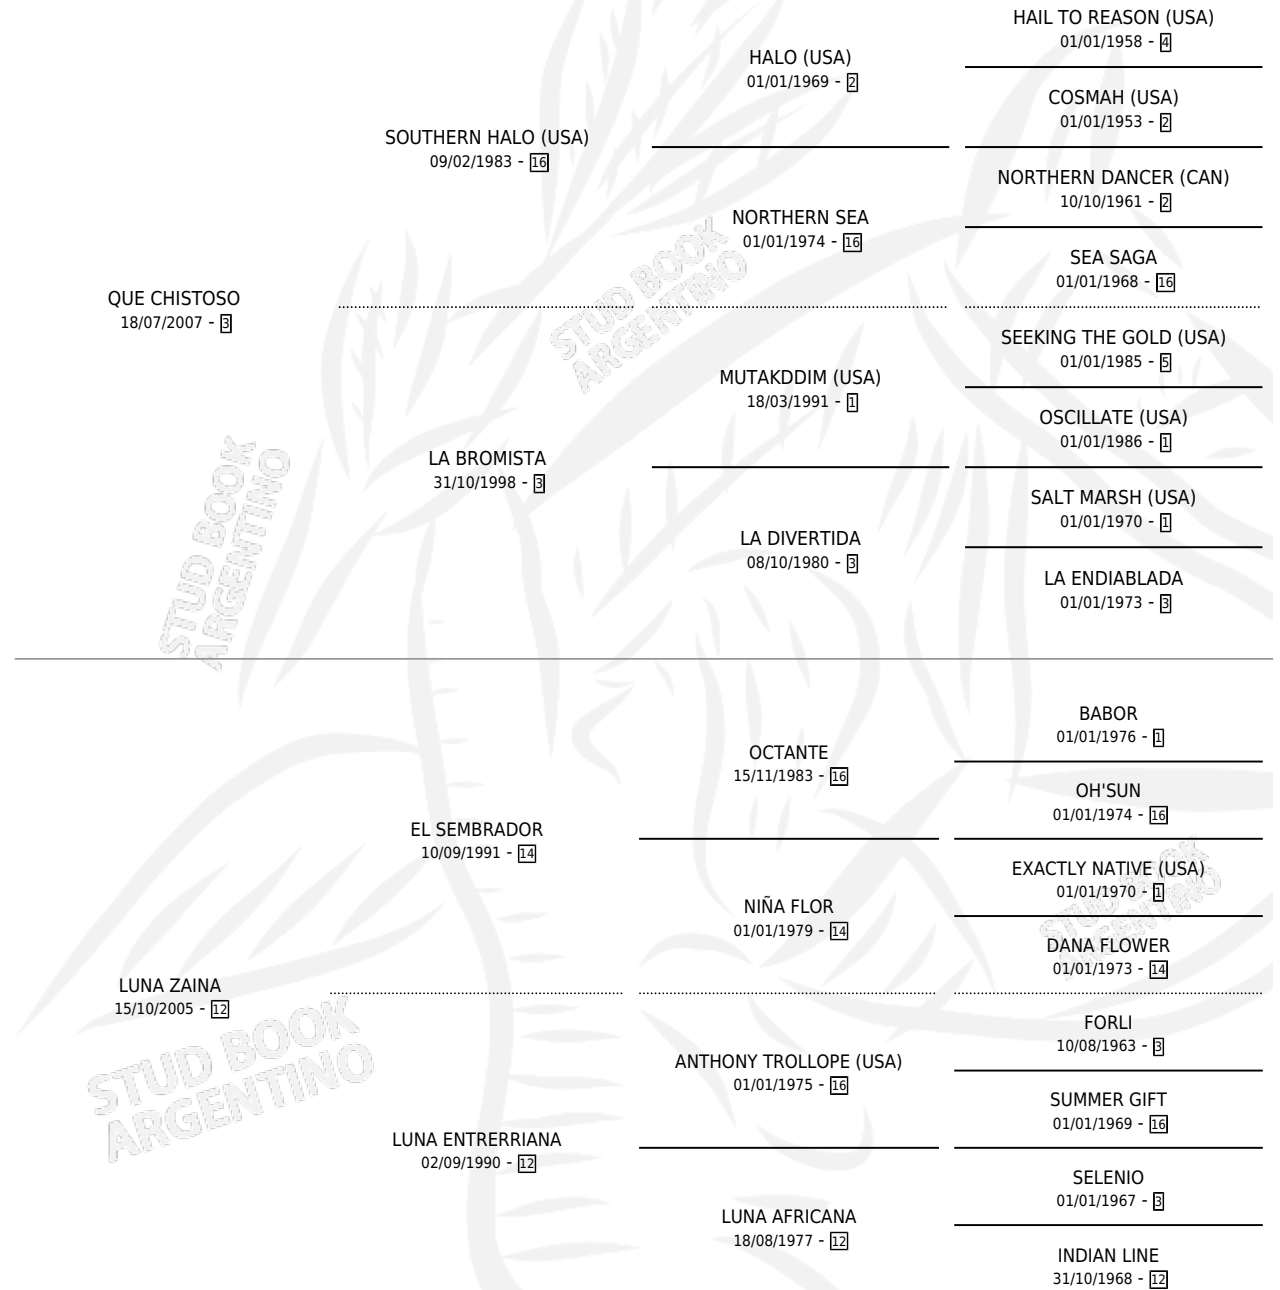 HAIL TO REASON (USA)
01/01/1958 - 4
HALO (USA)
01/01/1969 - 2
COSMAH (USA)
01/01/1953 - 2
SOUTHERN HALO (USA)
09/02/1983 - 16
NORTHERN DANCER (CAN)
10/10/1961 - 2
NORTHERN SEA
01/01/1974 - 16
SEA SAGA
01/01/1968 - 16
QUE CHISTOSO
18/07/2007 - 3
SEEKING THE GOLD (USA)
01/01/1985 - 5
MUTAKDDIM (USA)
18/03/1991 - 1
OSCILLATE (USA)
01/01/1986 - 1
LA BROMISTA
31/10/1998 - 3
SALT MARSH (USA)
01/01/1970 - 1
LA DIVERTIDA
08/10/1980 - 3
LA ENDIABLADA
01/01/1973 - 3
STUD BOOK
ARGENTINO
STUD BOOK
ARGENTINO
BABOR
01/01/1976 - 1
OCTANTE
15/11/1983 - 16
OH'SUN
01/01/1974 - 16
EL SEMBRADOR
10/09/1991 - 14
EXACTLY NATIVE (USA)
01/01/1970 - 1
NIÑA FLOR
01/01/1979 - 14
DANA FLOWER
01/01/1973 - 14
LUNA ZAINA
15/10/2005 - 12
FORLI
10/08/1963 - 3
ANTHONY TROLLOPE (USA)
01/01/1975 - 16
SUMMER GIFT
01/01/1969 - 16
LUNA ENTRERRIANA
02/09/1990 - 12
SELENIO
01/01/1967 - 3
LUNA AFRICANA
18/08/1977 - 12
INDIAN LINE
31/10/1968 - 12
STUD BOOK
ARGENTINO
STUD BOOK
ARGENTINO